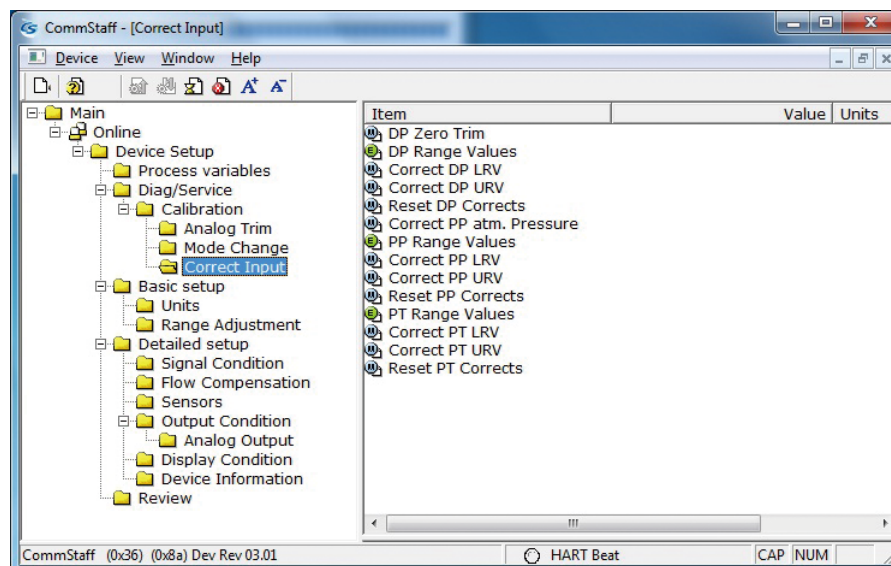 CommStaff - [Correct Input]
Device View Window Help
Main
Online
Device Setup
Process variables
Diag/Service
Calibration
Analog Trim
Mode Change
Correct Input
Basic setup
Units
Range Adjustment
Detailed setup
Signal Condition
Flow Compensation
Sensors
Output Condition
Analog Output
Display Condition
Device Information
Review
Item Value Units
DP Zero Trim
DP Range Values
Correct DP LRV
Correct DP URV
Reset DP Corrects
Correct PP atm. Pressure
PP Range Values
Correct PP LRV
Correct PP URV
Reset PP Corrects
PT Range Values
Correct PT LRV
Correct PT URV
Reset PT Corrects
CommStaff (0x36) (0x8a) Dev Rev 03.01 HART Beat CAP NUM